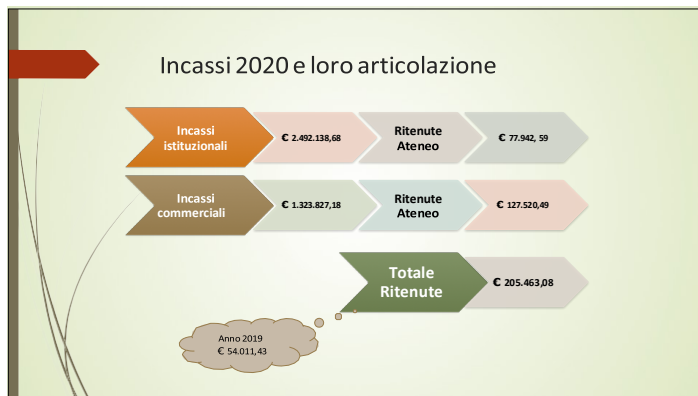 Incassi 2020 e loro articolazione
Incassi
istituzionali
€ 2.492.138,68
Ritenute
Ateneo
€ 77.942, 59
Incassi
commerciali
€ 1.323.827,18
Ritenute
Ateneo
€ 127.520,49
Totale
Ritenute
€ 205.463,08
Anno 2019
€ 54.011,43